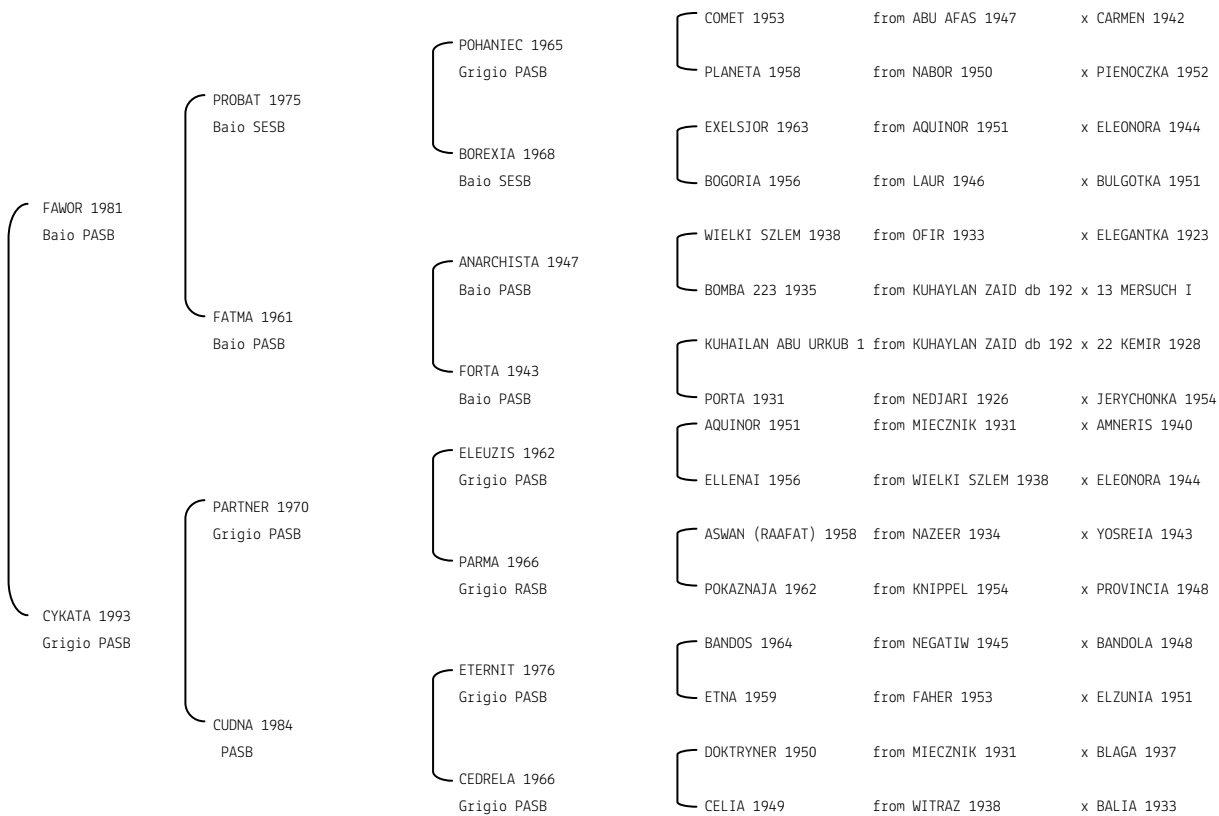 COMET 1953 from ABU AFAS 1947 x CARMEN 1942
POHANIEC 1965
Grigio PASB
PLANETA 1958 from NABOR 1950 x PIENOCZKA 1952
PROBAT 1975
Baio SESB
EXELSJOR 1963 from AQUINOR 1951 x ELEONORA 1944
BOREXIA 1968
Baio SESB
BOGORIA 1956 from LAUR 1946 x BULGOTKA 1951
FAWOR 1981
Baio PASB
WIELKI SZLEM 1938 from OFIR 1933 x ELEGANTKA 1923
ANARCHISTA 1947
Baio PASB
BOMBA 223 1935 from KUHAYLAN ZAID db 192 x 13 MERSUCH I
FATMA 1961
Baio PASB
KUHAILAN ABU URKUB 1 from KUHAYLAN ZAID db 192 x 22 KEMIR 1928
FORTA 1943
Baio PASB
PORTA 1931 from NEDJARI 1926 x JERYCHONKA 1954
AQUINOR 1951 from MIECZNIK 1931 x AMNERIS 1940
ELEUZIS 1962
Grigio PASB
ELLENAI 1956 from WIELKI SZLEM 1938 x ELEONORA 1944
PARTNER 1970
Grigio PASB
ASWAN (RAAFAT) 1958 from NAZEER 1934 x YOSREIA 1943
PARMA 1966
Grigio RASB
POKAZNAJA 1962 from KNIPPEL 1954 x PROVINCIA 1948
CYKATA 1993
Grigio PASB
BANDOS 1964 from NEGATIW 1945 x BANDOLA 1948
ETERNIT 1976
Grigio PASB
ETNA 1959 from FAHER 1953 x ELZUNIA 1951
CUDNA 1984
PASB
DOKTRYNER 1950 from MIECZNIK 1931 x BLAGA 1937
CEDRELA 1966
Grigio PASB
CELIA 1949 from WITRAZ 1938 x BALIA 1933